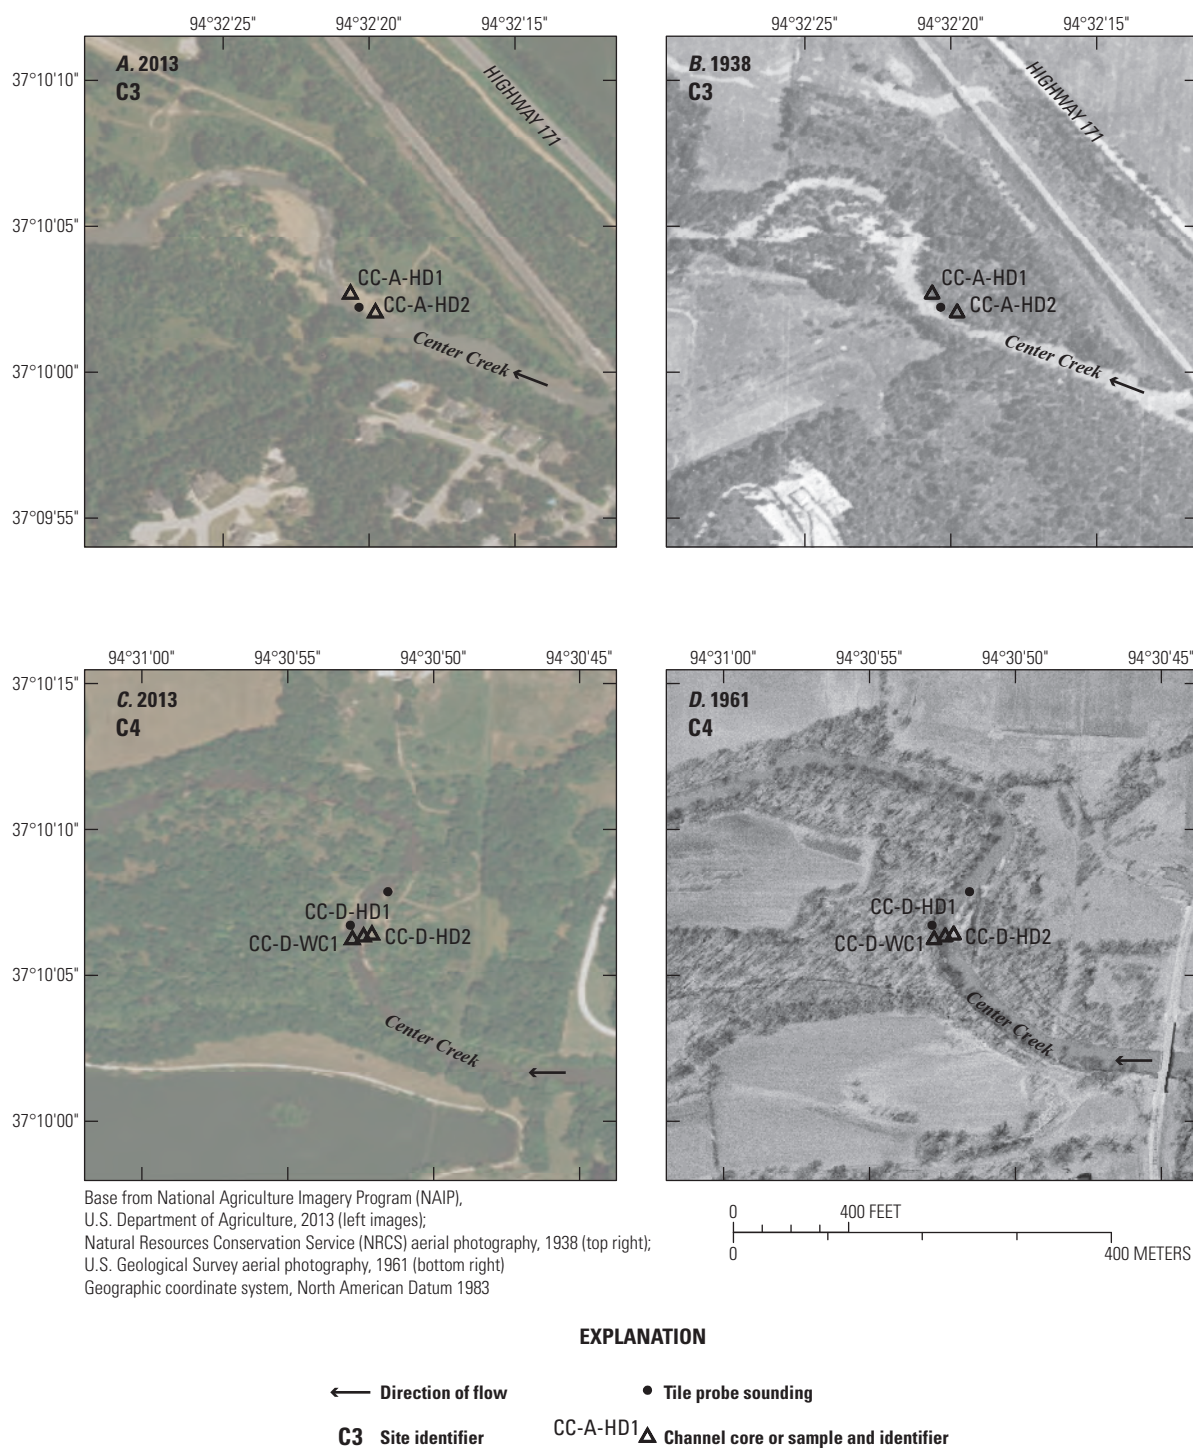 94°32'25" 94°32'20" 94°32'15" 94°32'25" 94°32'20" 94°32'15"
37°10'10"
37°10'05"
37°10'00"
37°09'55"
A. 2013
C3
HIGHWAY 171
CC-A-HD1
CC-A-HD2
Center Creek
B. 1938
C3
HIGHWAY 171
CC-A-HD1
CC-A-HD2
Center Creek
94°31'00" 94°30'55" 94°30'50" 94°30'45" 94°31'00" 94°30'55" 94°30'50" 94°30'45"
37°10'15"
37°10'10"
37°10'05"
37°10'00"
C. 2013
C4
CC-D-HD1
CC-D-WC1
CC-D-HD2
Center Creek
D. 1961
C4
CC-D-HD1
CC-D-WC1
CC-D-HD2
Center Creek
Base from National Agriculture Imagery Program (NAIP),
U.S. Department of Agriculture, 2013 (left images);
Natural Resources Conservation Service (NRCS) aerial photography, 1938 (top right);
U.S. Geological Survey aerial photography, 1961 (bottom right)
Geographic coordinate system, North American Datum 1983
0 400 FEET
0 400 METERS
EXPLANATION
Direction of flow
Tile probe sounding
C3 Site identifier
CC-A-HD1 Channel core or sample and identifier